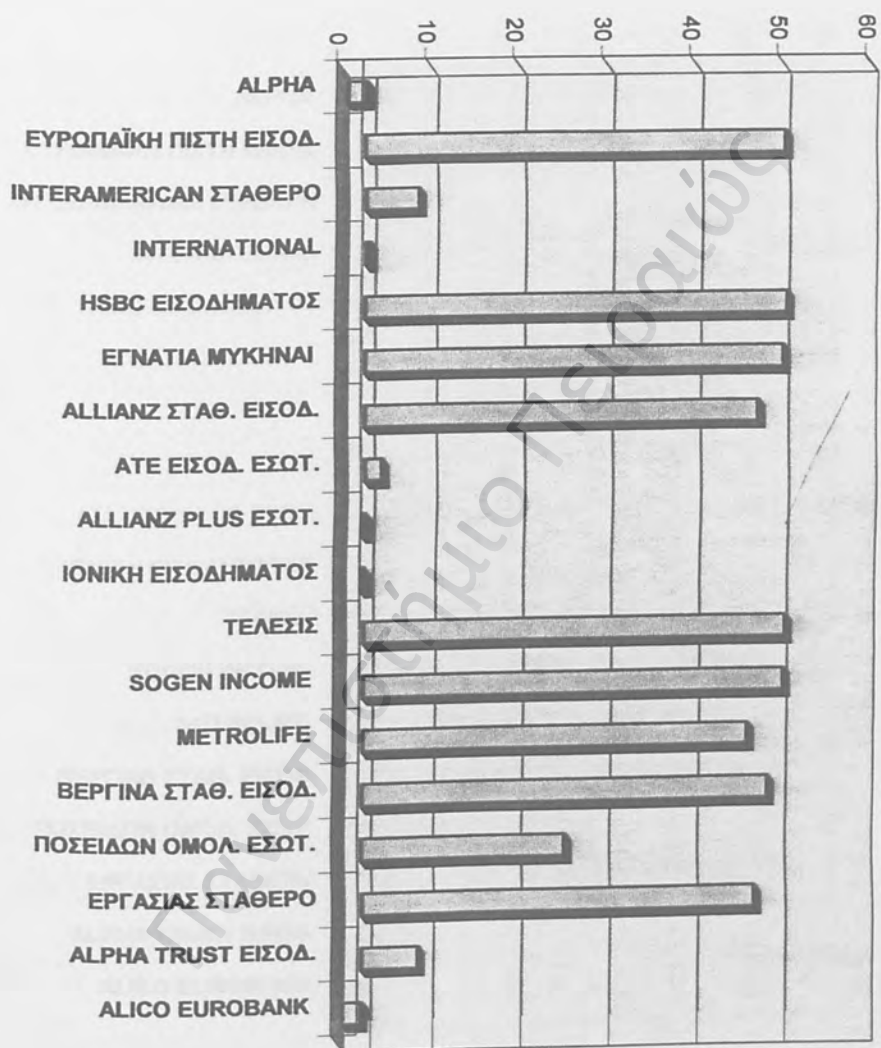 0
10
20
30
40
50
60
ALPHA
ΕΥΡΩΠΑΪΚΗ ΠΙΣΤΗ ΕΙΣΟΔ.
INTERAMERICAN ΣΤΑΘΕΡΟ
INTERNATIONAL
HSBC ΕΙΣΟΔΗΜΑΤΟΣ
ΕΓΝΑΤΙΑ ΜΥΚΗΝΑΙ
ALLIANZ ΣΤΑΘ. ΕΙΣΟΔ.
ΑΤΕ ΕΙΣΟΔ. ΕΣΩΤ.
ALLIANZ PLUS ΕΣΩΤ.
ΙΟΝΙΚΗ ΕΙΣΟΔΗΜΑΤΟΣ
ΤΕΛΕΣΙΣ
SOGEN INCOME
METROLIFE
ΒΕΡΓΙΝΑ ΣΤΑΘ. ΕΙΣΟΔ.
ΠΟΣΕΙΔΩΝ ΟΜΟΛ. ΕΣΩΤ.
ΕΡΓΑΣΙΑΣ ΣΤΑΘΕΡΟ
ALPHA TRUST ΕΙΣΟΔ.
ALICO EUROBANK
Πανεπιστήμιο Πειραιώς